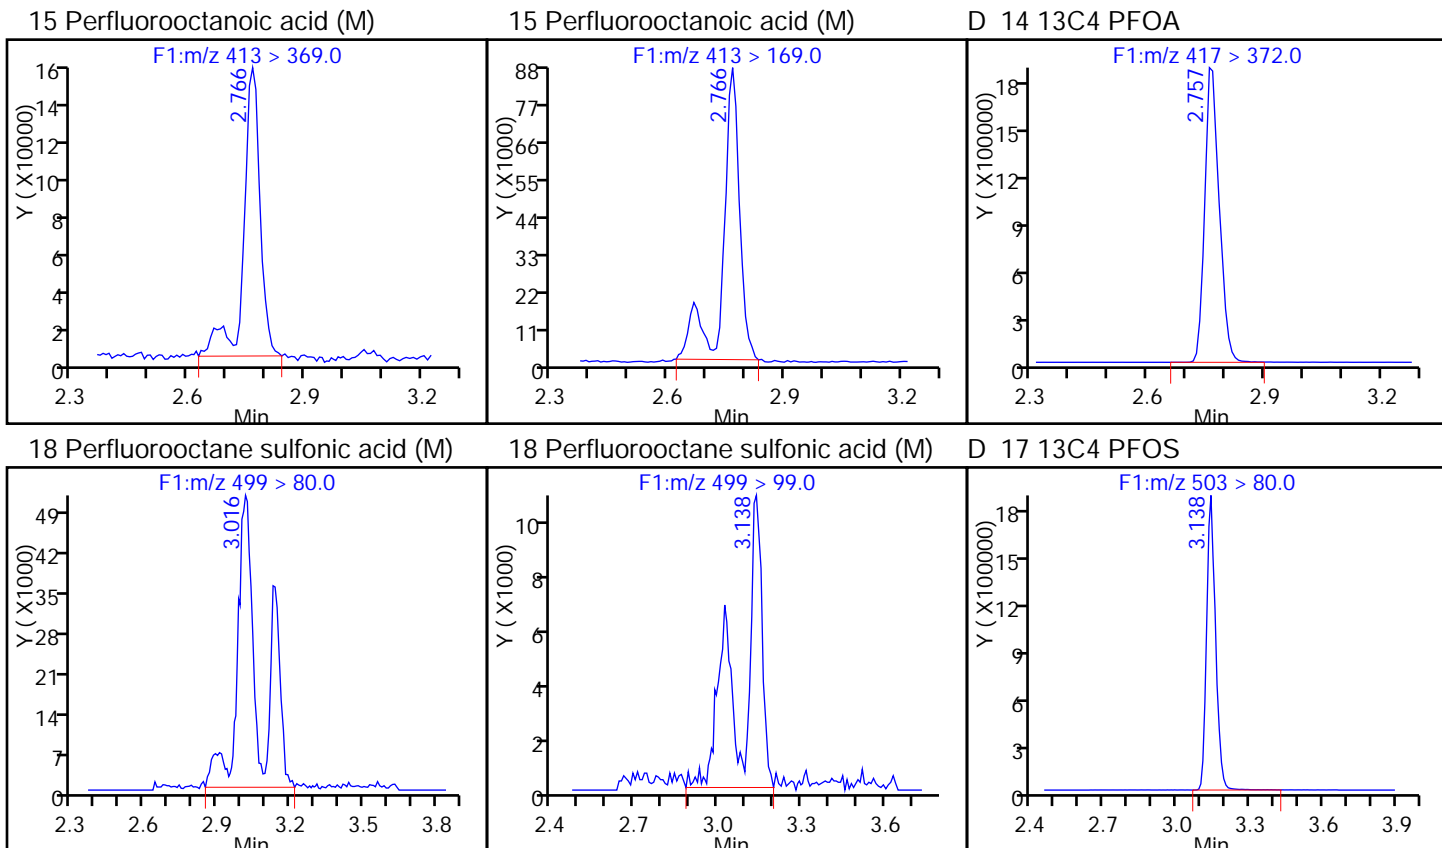 15 Perfluorooctanoic acid (M)
F1:m/z 413 > 369.0
2.766
Y ( X10000)
16
14
12
10
8
6
4
2
0
2.3 2.6 2.9 3.2
Min
15 Perfluorooctanoic acid (M)
F1:m/z 413 > 169.0
2.766
Y ( X1000)
88
77
66
55
44
33
22
11
0
2.3 2.6 2.9 3.2
Min
D 14 13C4 PFOA
F1:m/z 417 > 372.0
2.757
Y ( X100000)
18
15
12
9
6
3
0
2.3 2.6 2.9 3.2
Min
18 Perfluorooctane sulfonic acid (M)
F1:m/z 499 > 80.0
3.016
Y ( X1000)
49
42
35
28
21
14
7
0
2.3 2.6 2.9 3.2 3.5 3.8
Min
18 Perfluorooctane sulfonic acid (M)
F1:m/z 499 > 99.0
3.138
Y ( X1000)
10
8
6
4
2
0
2.4 2.7 3.0 3.3 3.6
Min
D 17 13C4 PFOS
F1:m/z 503 > 80.0
3.138
Y ( X100000)
18
15
12
9
6
3
0
2.4 2.7 3.0 3.3 3.6 3.9
Min